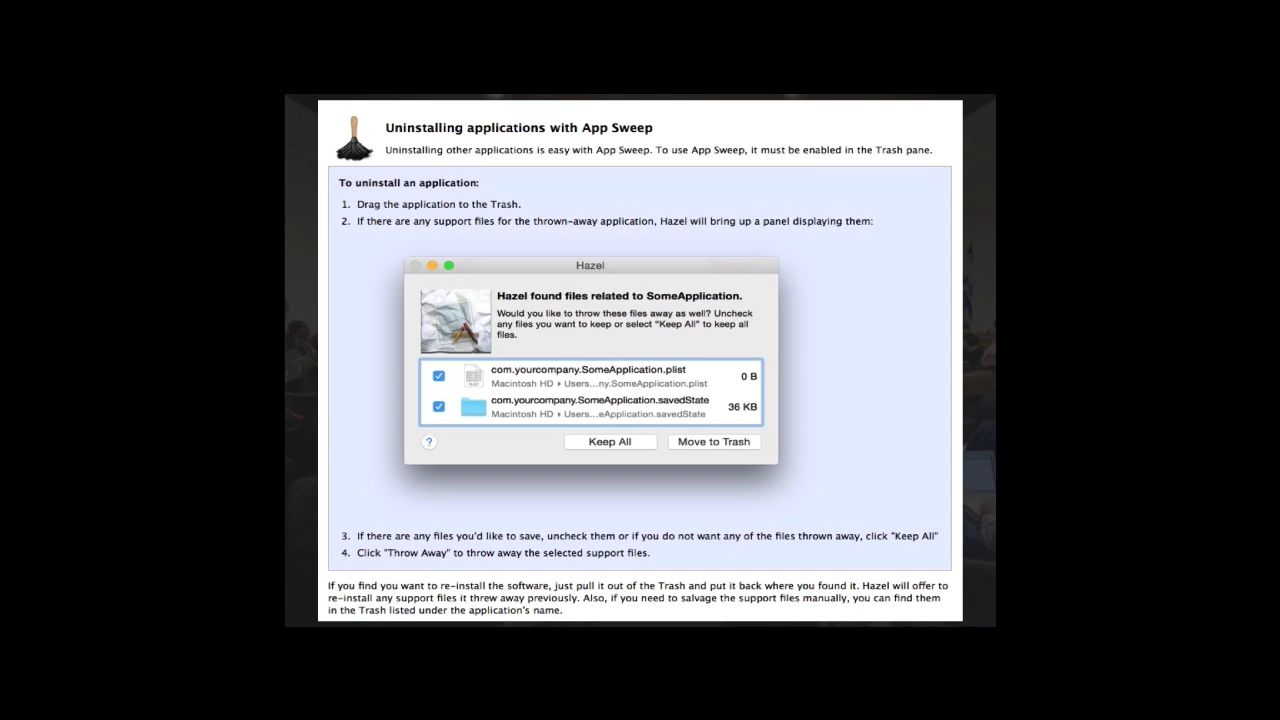 Uninstalling applications with App Sweep
Uninstalling other applications is easy with App Sweep. To use App Sweep, it must be enabled in the Trash pane.
To uninstall an application:
1. Drag the application to the Trash.
2. If there are any support files for the thrown-away application, Hazel will bring up a panel displaying them:
Hazel
Hazel found files related to SomeApplication.
Would you like to throw these files away as well? Uncheck
any files you want to keep or select “Keep All” to keep all
files.
com.yourcompany.SomeApplication.plist
0 B
Macintosh HD ▸ Users...ny.SomeApplication.plist
com.yourcompany.SomeApplication.savedState
36 KB
Macintosh HD ▸ Users...eApplication.savedState
?
Keep All
Move to Trash
3. If there are any files you'd like to save, uncheck them or if you do not want any of the files thrown away, click "Keep All"
4. Click "Throw Away" to throw away the selected support files.
If you find you want to re-install the software, just pull it out of the Trash and put it back where you found it. Hazel will offer to
re-install any support files it threw away previously. Also, if you need to salvage the support files manually, you can find them
in the Trash listed under the application's name.